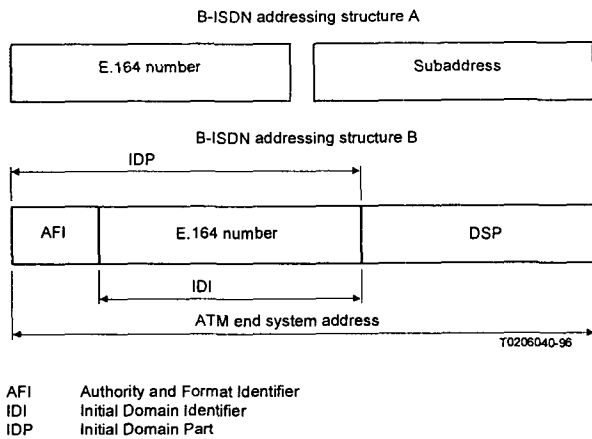 B-ISDN addressing structure A
E.164 number Subaddress
B-ISDN addressing structure B
IDP
AFI E.164 number DSP
IDI
ATM end system address
T0206040-96
AFI Authority and Format Identifier
IDI Initial Domain Identifier
IDP Initial Domain Part